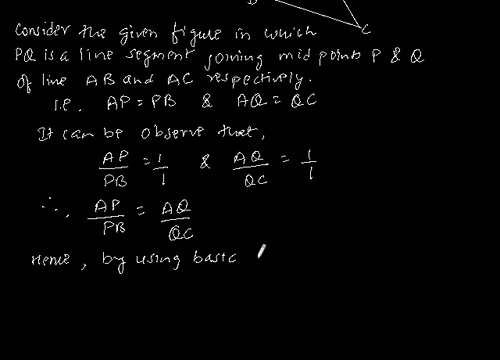 B C
Consider the given figure in which
PQ is a line segment joining mid points P & Q
of line AB and AC respectively.
i.e. AP = PB & AQ = QC
It can be observe that,
AP/PB = 1/1 & AQ/QC = 1/1
∴, AP/PB = AQ/QC
Hence, by using basic